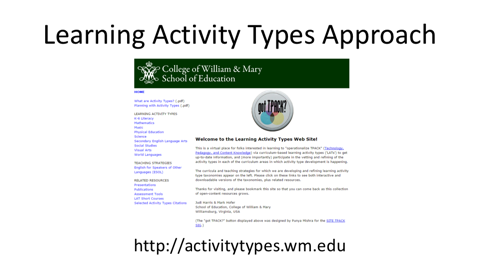 Learning Activity Types Approach
College of William & Mary
School of Education
HOME
What are Activity Types? (.pdf)
Planning with Activity Types (.pdf)
LEARNING ACTIVITY TYPES
K-6 Literacy
Mathematics
Music
Physical Education
Science
Secondary English Language Arts
Social Studies
Visual Arts
World Languages
TEACHING STRATEGIES
English for Speakers of Other
Languages (ESOL)
RELATED RESOURCES
Presentations
Publications
Assessment Tools
LAT Short Courses
Selected Activity Types Citations
got TPACK?
Welcome to the Learning Activity Types Web Site!
This is a virtual place for folks interested in learning to "operationalize TPACK" (Technology,
Pedagogy, and Content Knowledge) via curriculum-based learning activity types (LATs) to get
up-to-date information, and (more importantly) participate in the vetting and refining of the
activity types in each of the curriculum areas in which activity type development is happening.
The curricula and teaching strategies for which we are developing and refining learning activity
type taxonomies appear on the left. Please click on these links to see both interactive and
downloadable versions of the taxonomies, plus related resources.
Thanks for visiting, and please bookmark this site so that you can come back as this collection
of open-content resources grows.
Judi Harris & Mark Hofer
School of Education, College of William & Mary
Williamsburg, Virginia, USA
(The "got TPACK?" button displayed above was designed by Punya Mishra for the SITE TPACK
SIG.)
http://activitytypes.wm.edu